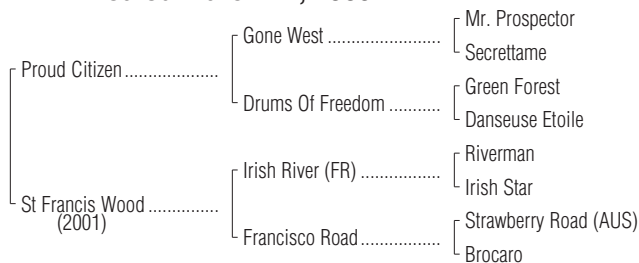 Mr. Prospector
Gone West ........................
Secrettame
Proud Citizen ....................
Green Forest
Drums Of Freedom ...........
Danseuse Etoile
Riverman
Irish River (FR) .................
Irish Star
St Francis Wood ...............
(2001)
Strawberry Road (AUS)
Francisco Road .................
Brocaro